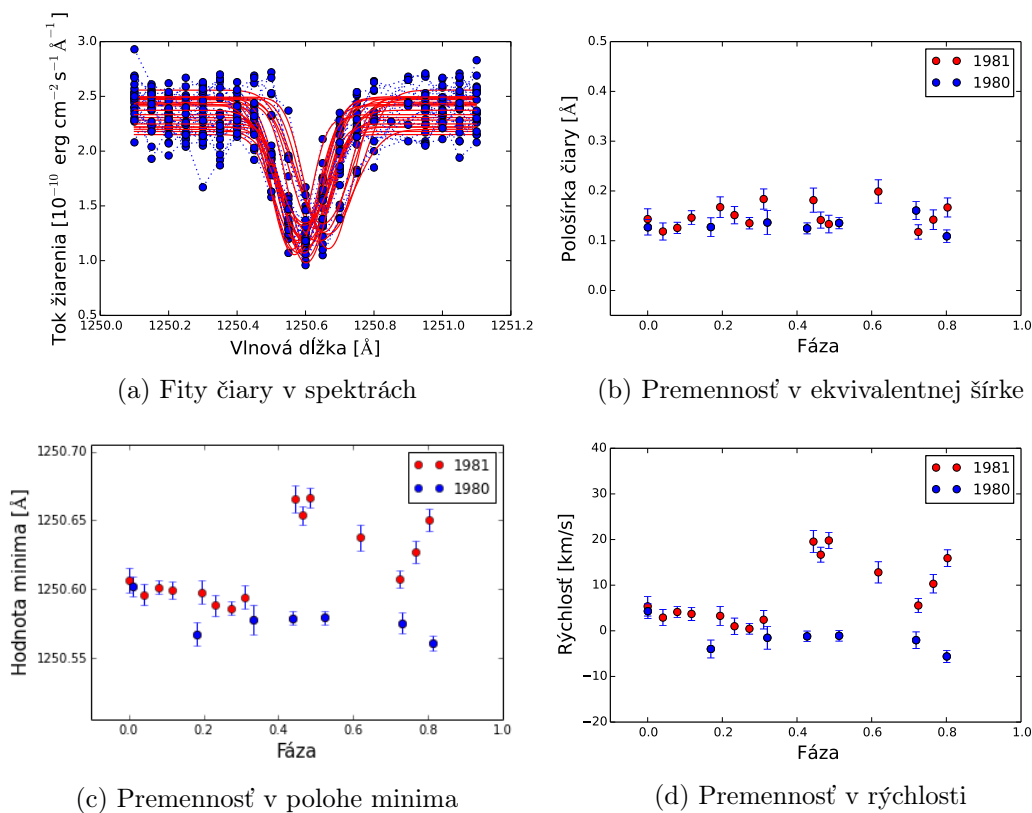 3.0
2.5
2.0
1.5
1.0
0.5
1250.0 1250.2 1250.4 1250.6 1250.8 1251.0 1251.2
Tok žiarenia [10⁻¹⁰ erg cm⁻² s⁻¹ Å⁻¹]
Vlnová dĺžka [Å]
(a) Fity čiary v spektrách
0.5
0.4
0.3
0.2
0.1
0.0
0.0 0.2 0.4 0.6 0.8 1.0
Pološírka čiary [Å]
Fáza
1981
1980
(b) Premennosť v ekvivalentnej šírke
1250.70
1250.65
1250.60
1250.55
0.0 0.2 0.4 0.6 0.8 1.0
Hodnota minima [Å]
Fáza
1981
1980
(c) Premennosť v polohe minima
40
30
20
10
0
−10
−20
0.0 0.2 0.4 0.6 0.8 1.0
Rýchlosť [km/s]
Fáza
1981
1980
(d) Premennosť v rýchlosti